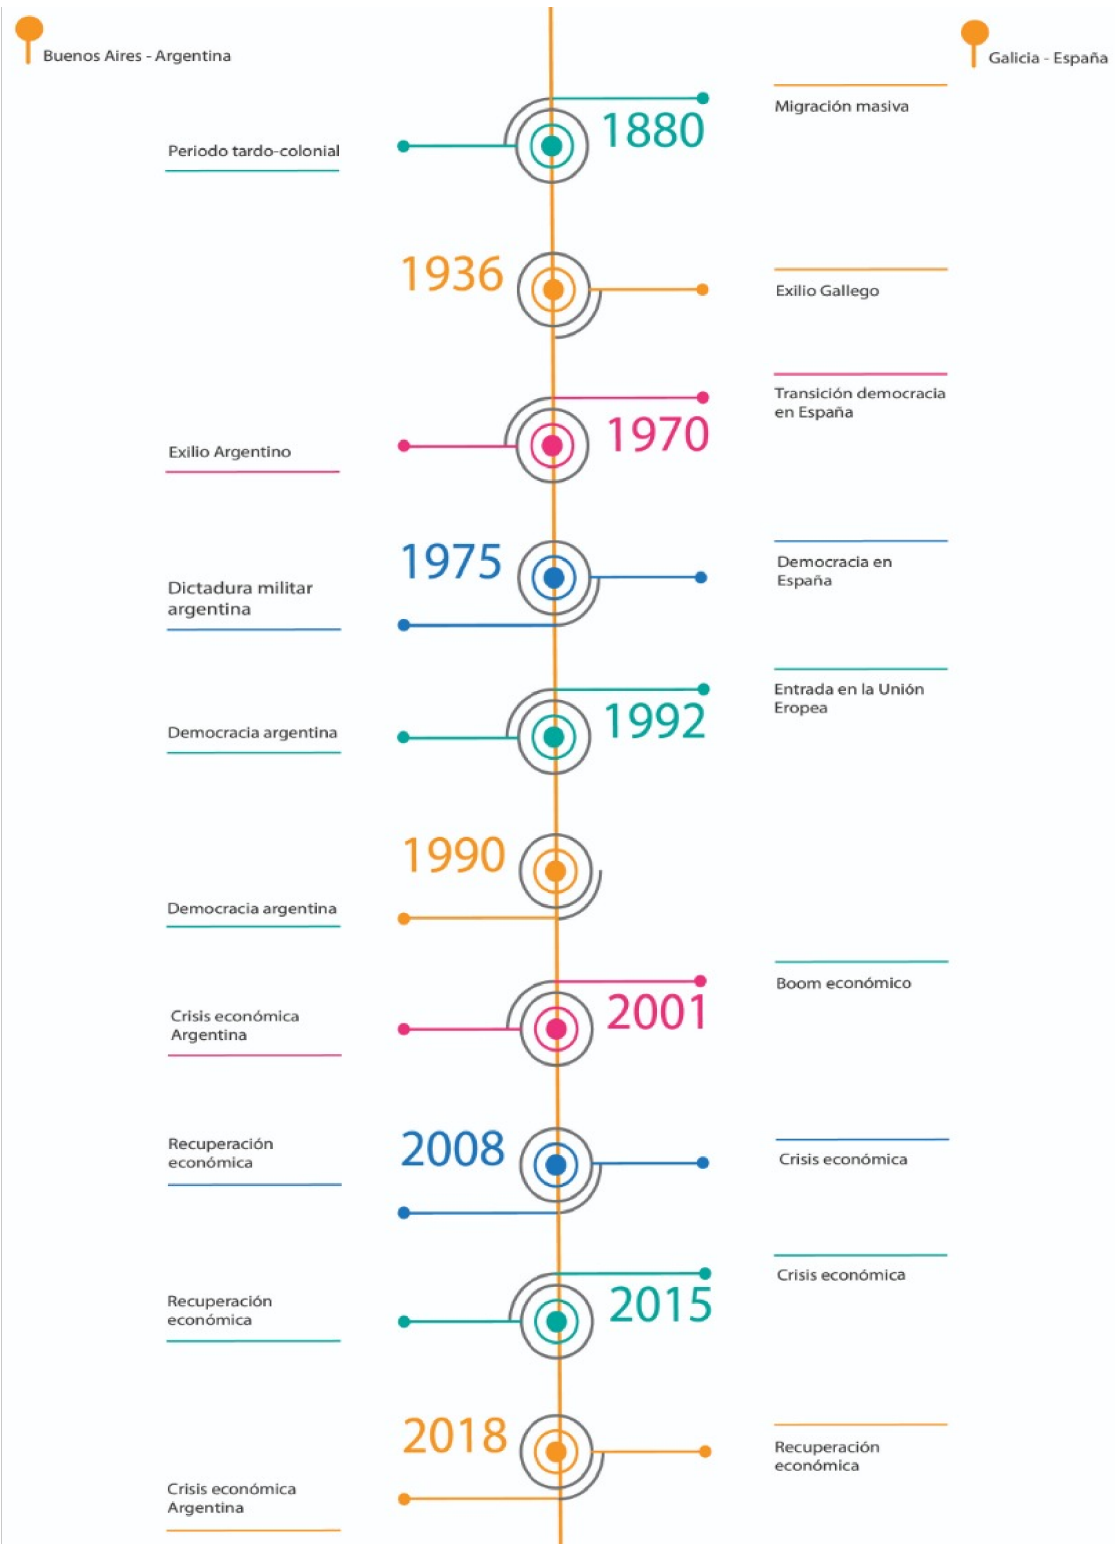 Buenos Aires - Argentina
Galicia - España
Migración masiva
1880
Periodo tardo-colonial
1936
Exilio Gallego
Transición democracia
en España
1970
Exilio Argentino
1975
Democracia en
España
Dictadura militar
argentina
Entrada en la Unión
Eropea
1992
Democracia argentina
1990
Democracia argentina
Boom económico
2001
Crisis económica
Argentina
Recuperación
económica
2008
Crisis económica
Crisis económica
2015
Recuperación
económica
2018
Recuperación
económica
Crisis económica
Argentina